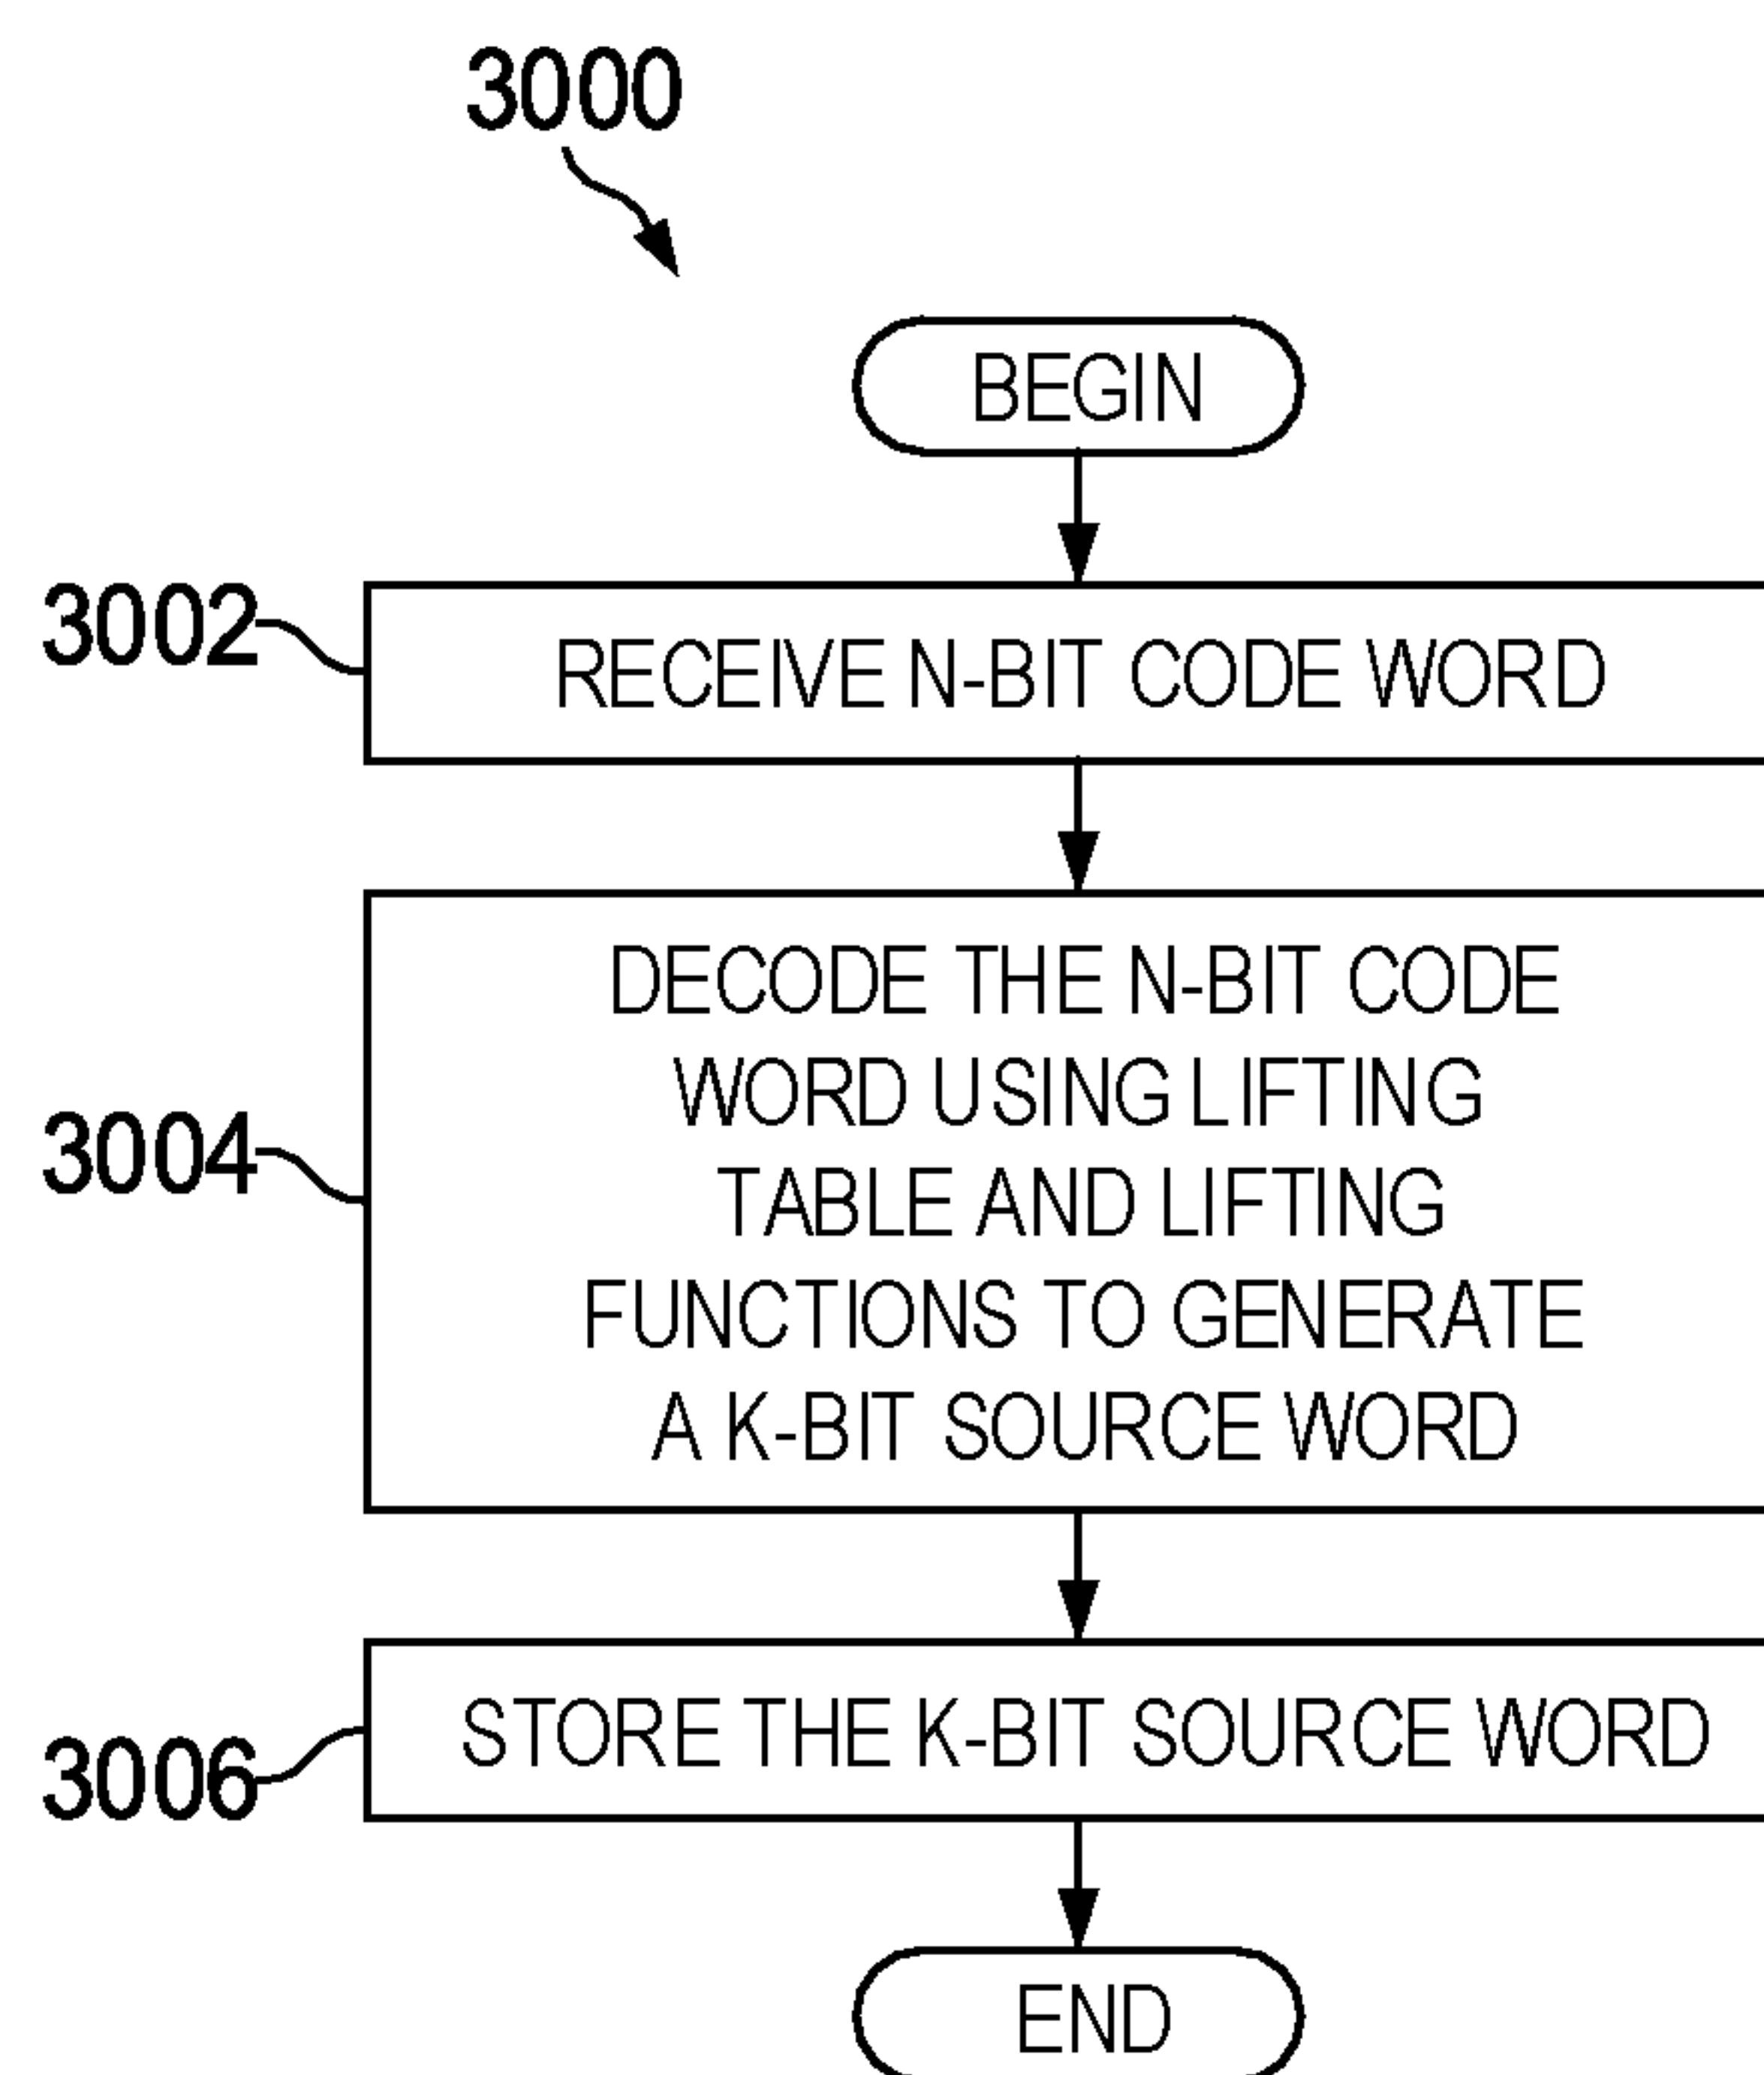 3000
BEGIN
3002
RECEIVE N-BIT CODE WORD
DECODE THE N-BIT CODE
WORD USING LIFTING
3004
TABLE AND LIFTING
FUNCTIONS TO GENERATE
A K-BIT SOURCE WORD
3006
STORE THE K-BIT SOURCE WORD
END